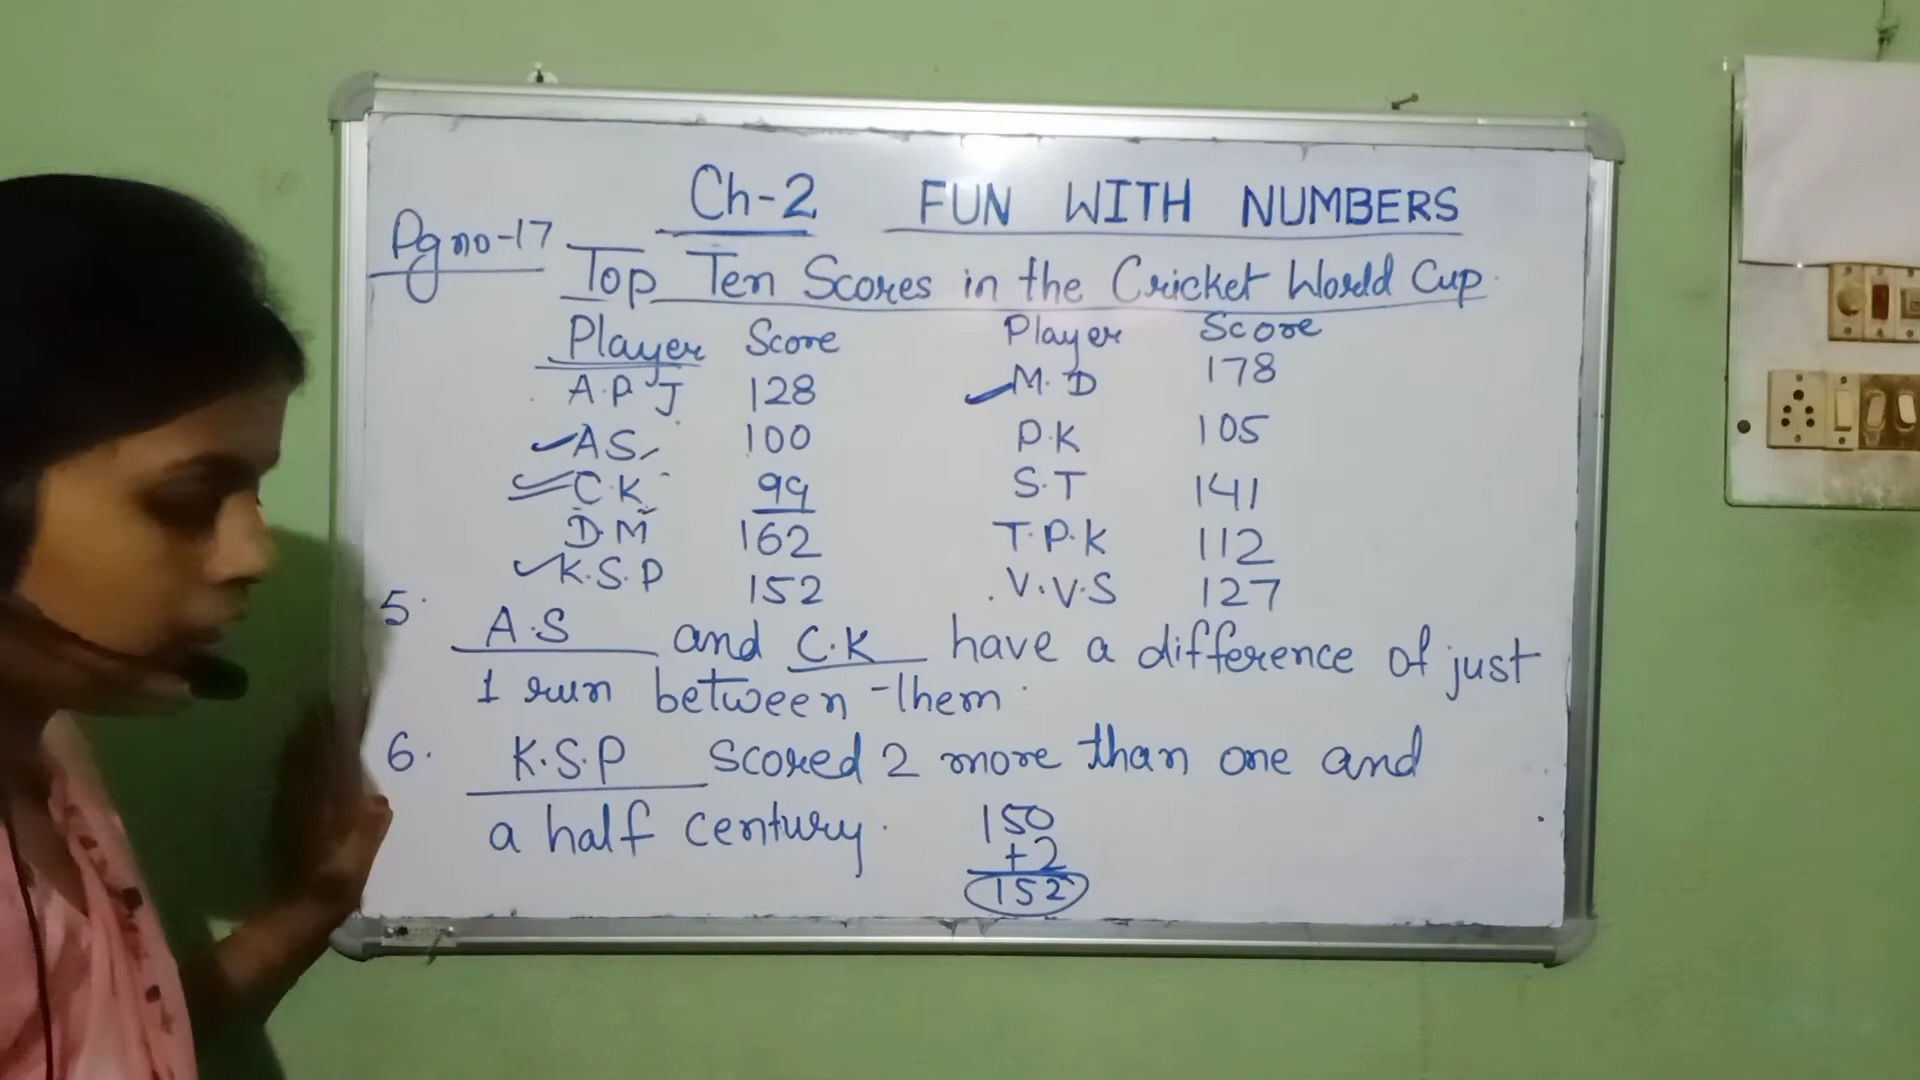 Ch-2 FUN WITH NUMBERS
Pg no-17
Top Ten Scores in the Cricket World Cup.
Player Score Player Score
A.P.J 128 M.D 178
A S 100 P.K 105
C.K 99 S.T 141
D.M 162 T.P.K 112
K.S.P 152 V.V.S 127
5. A.S and C.K have a difference of just
1 run between them.
6. K.S.P scored 2 more than one and
a half century.
150
+2
152